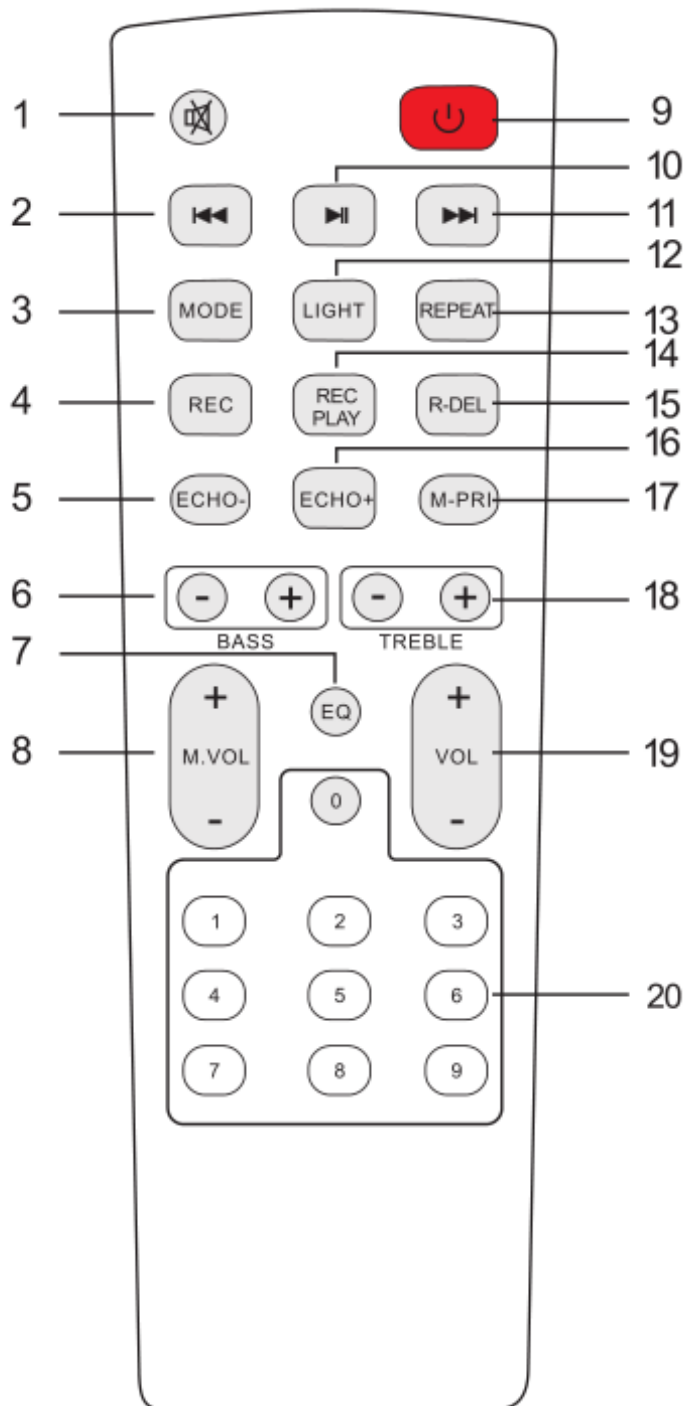 1
9
10
2
11
12
3 MODE LIGHT REPEAT 13
14
4 REC REC PLAY R-DEL 15
16
5 ECHO- ECHO+ M-PRI 17
6 - + - + 18
BASS TREBLE
7
+ EQ +
8 M.VOL VOL 19
- 0 -
1 2 3
4 5 6 20
7 8 9